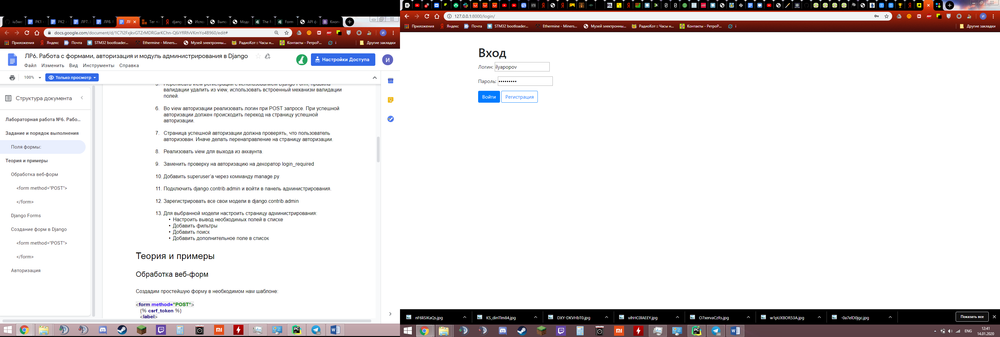 iu5we
РК1 -
РК2 -
ЛР7. Л
ЛР8. R
ЛР
Тег <
djang
Испо
Выпо
Моде
The Fo
Form
API ф
Кнопк
docs.google.com/document/d/1C7I2FxjkvGTZrMDRGarKChn-Q6iYflRfvVKmYo4B960/edit#
Приложения
Яндекс
Почта
STM32 bootloader...
Ethermine - Miners...
Музей электронны...
РадиоКот :: Часы н...
Контакты - РетроР...
i
Другие закладки
ЛР6. Работа с формами, авторизация и модуль администрирования в Django
Файл Изменить Вид Инструменты Справка
Настройки Доступа
И
100%
Только просмотр
Структура документа
Лабораторная работа №6. Рабо...
Задание и порядок выполнения
Поля формы:
Теория и примеры
Обработка веб-форм
<form method="POST">
</form>
Django Forms
Создание форм в Django
<form method="POST">
</form>
Авторизация
5. Переписать view регистрации с использованием Django Form, правила
валидации удалить из view, использовать встроенный механизм валидации
полей.
6. Во view авторизации реализовать логин при POST запросе. При успешной
авторизации должен происходить переход на страницу успешной
авторизации.
7. Страница успешной авторизации должна проверять, что пользователь
авторизован. Иначе делать перенаправление на страницу авторизации.
8. Реализовать view для выхода из аккаунта.
9. Заменить проверку на авторизацию на декоратор login_required
10. Добавить superuser’a через комманду manage.py
11. Подключить django.contrib.admin и войти в панель администрирования.
12. Зарегистрировать все свои модели в django.contrib.admin
13. Для выбранной модели настроить страницу администрирования:
• Настроить вывод необходимых полей в списке
• Добавить фильтры
• Добавить поиск
• Добавить дополнительное поле в список
Теория и примеры
Обработка веб-форм
Создадим простейшую форму в необходимом нам шаблоне:
<form method="POST">
{% csrf_token %}
<label>
127.0.0.1:8000/login/
Приложения
Яндекс
Почта
STM32 bootloader...
Ethermine - Miners...
Музей электронны...
РадиоКот :: Часы н...
Контакты - РетроР...
i
Другие закладки
Вход
Логин: ilyapopov
Пароль: •••••••••
Войти Регистрация
nF6liSIKaQs.jpg
KS_dinTlm84.jpg
DXY-DKVHbT0.jpg
vihHC0lAEEY.jpg
O7xervaCzRs.jpg
w1pUXBOR53A.jpg
-0a7elD0jgc.jpg
Показать все
ENG
12:41
14.01.2020